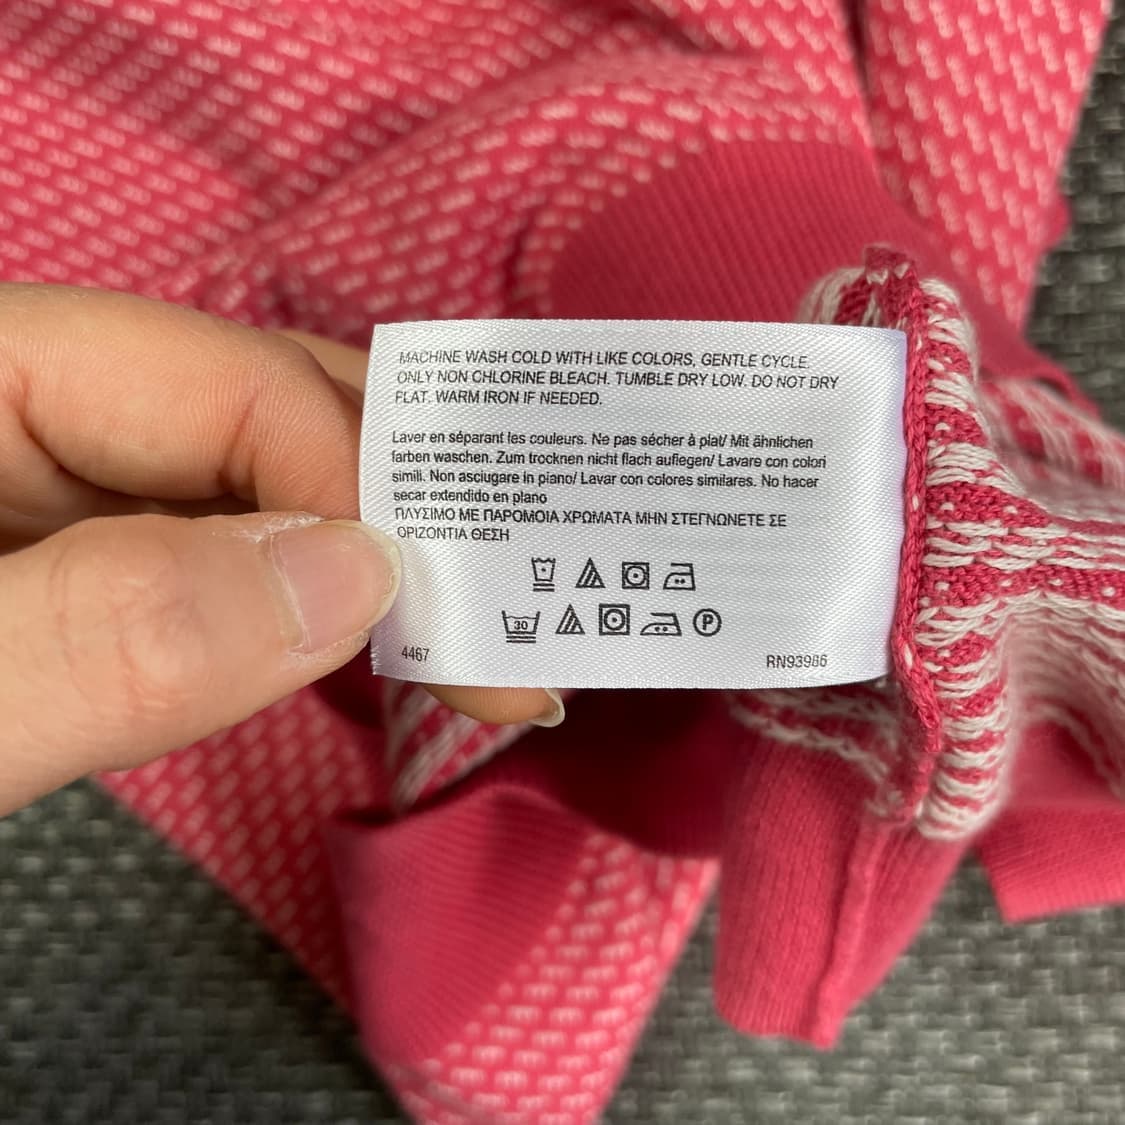 MACHINE WASH COLD WITH LIKE COLORS, GENTLE CYCLE.
ONLY NON CHLORINE BLEACH. TUMBLE DRY LOW. DO NOT DRY
FLAT. WARM IRON IF NEEDED.
Laver en séparant les couleurs. Ne pas sécher à plat/ Mit ähnlichen
farben waschen. Zum trocknen nicht flach auflegen/ Lavare con colori
simili. Non asciugare in piano/ Lavar con colores similares. No hacer
secar extendido en plano
ΠΛΥΣΙΜΟ ΜΕ ΠΑΡΟΜΟΙΑ ΧΡΩΜΑΤΑ ΜΗΝ ΣΤΕΓΝΩΝΕΤΕ ΣΕ
ΟΡΙΖΟΝΤΙΑ ΘΕΣΗ
30 P
4467 RN93986